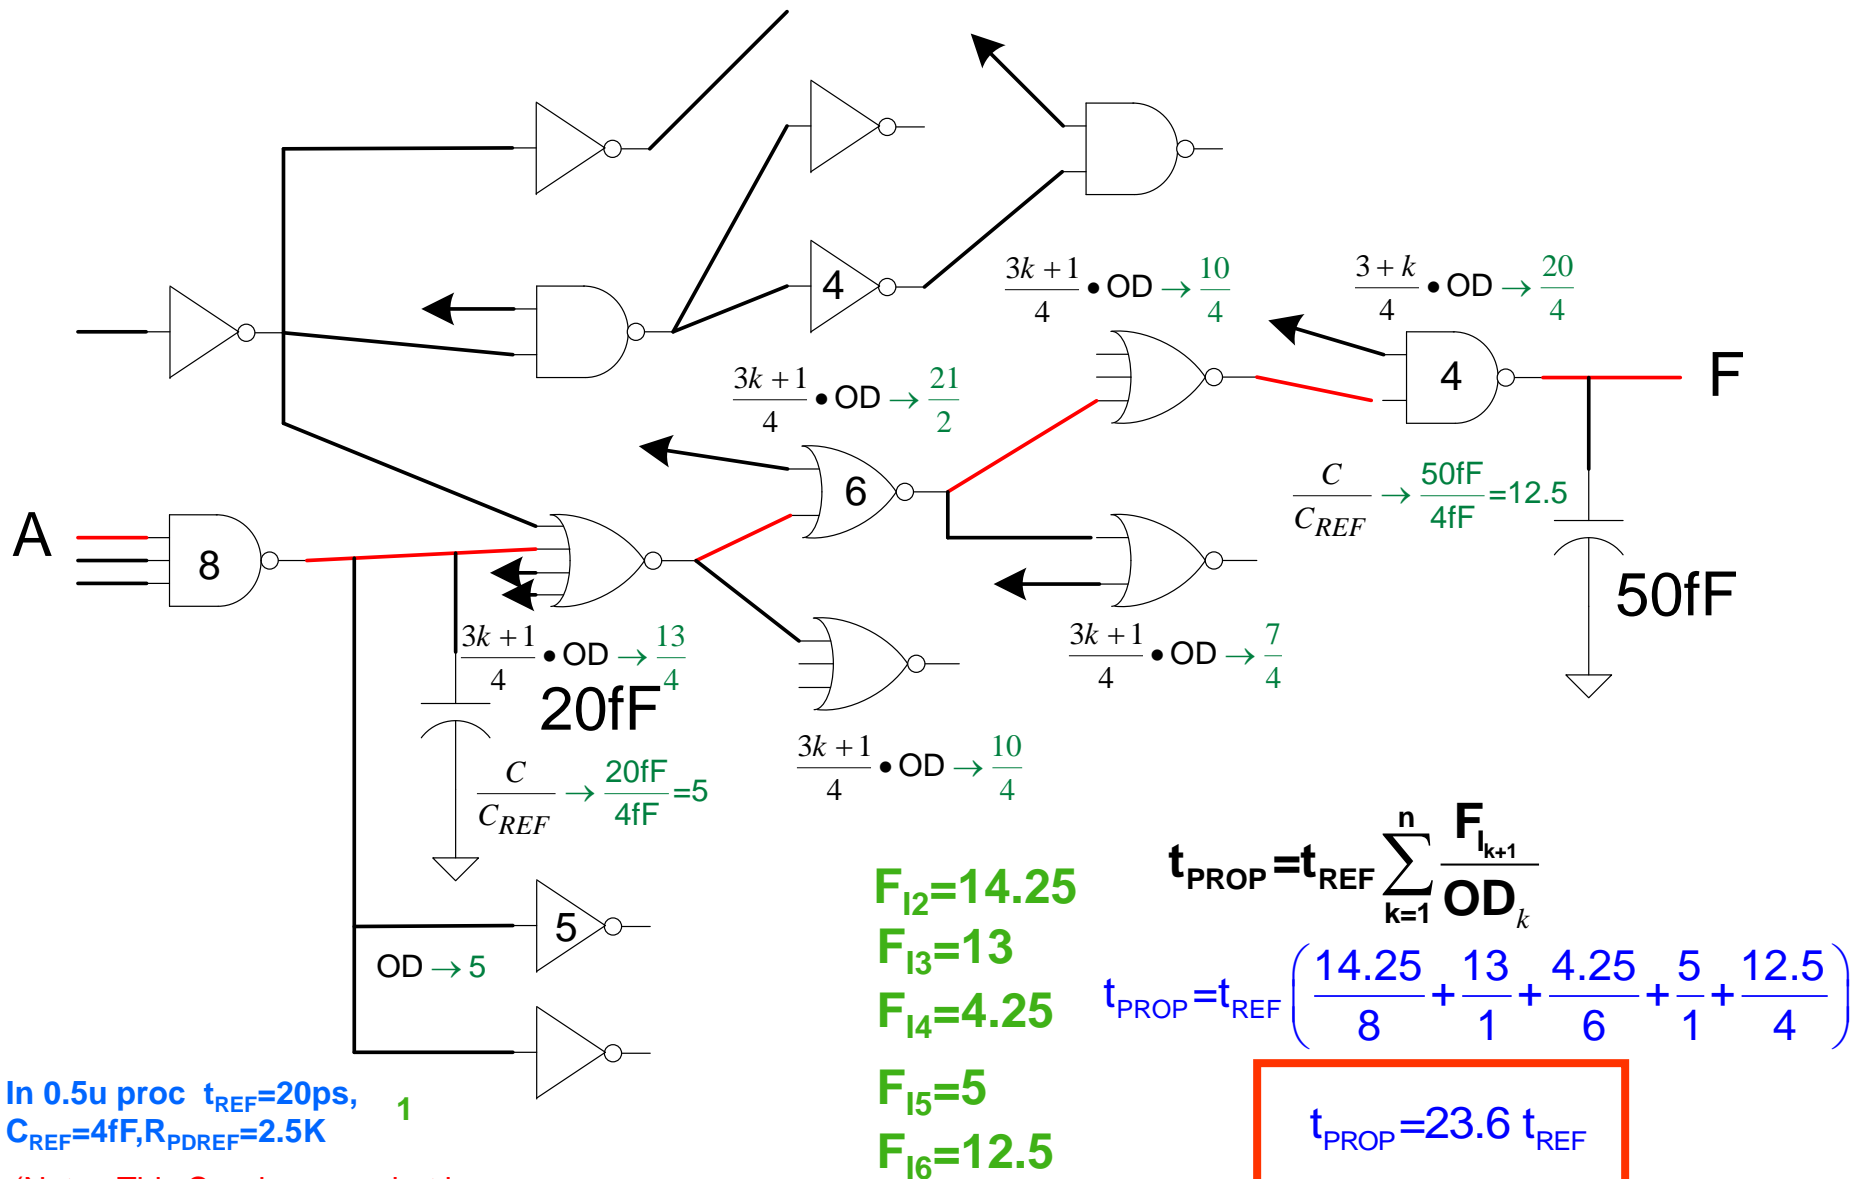 4
(3k+1)/4 • OD → 10/4
(3+k)/4 • OD → 20/4
(3k+1)/4 • OD → 21/2
4
F
6
C/C_REF → 50fF/4fF =12.5
A
8
50fF
(3k+1)/4 • OD → 13/4
20fF
(3k+1)/4 • OD → 7/4
(3k+1)/4 • OD → 10/4
C/C_REF → 20fF/4fF =5
5
OD → 5
1
F_I2=14.25
F_I3=13
F_I4=4.25
F_I5=5
F_I6=12.5
t_PROP=t_REF ∑_{k=1}^{n} F_{I_{k+1}}/OD_k
t_PROP=t_REF (14.25/8 + 13/1 + 4.25/6 + 5/1 + 12.5/4)
t_PROP=23.6 t_REF
In 0.5u proc t_REF=20ps,
C_REF=4fF,R_PDREF=2.5K